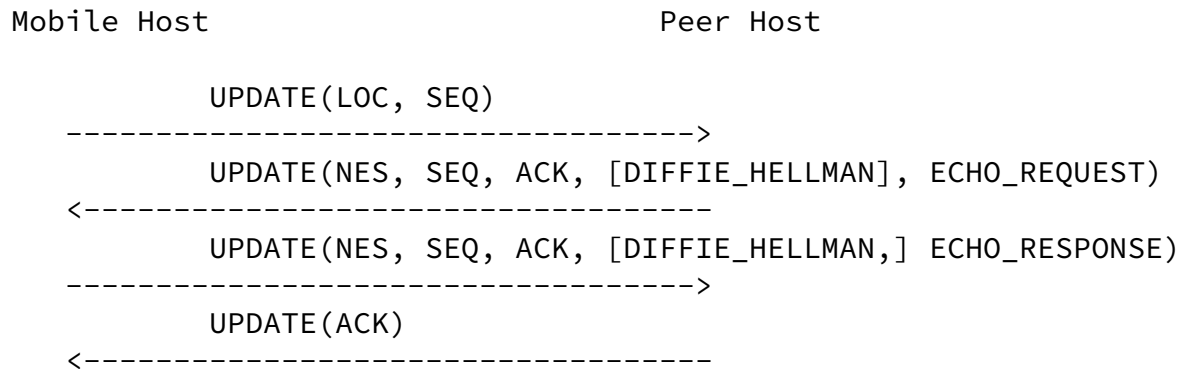 Mobile Host Peer Host
UPDATE(LOC, SEQ)
----------------------------------->
UPDATE(NES, SEQ, ACK, [DIFFIE_HELLMAN], ECHO_REQUEST)
<-----------------------------------
UPDATE(NES, SEQ, ACK, [DIFFIE_HELLMAN,] ECHO_RESPONSE)
----------------------------------->
UPDATE(ACK)
<-----------------------------------